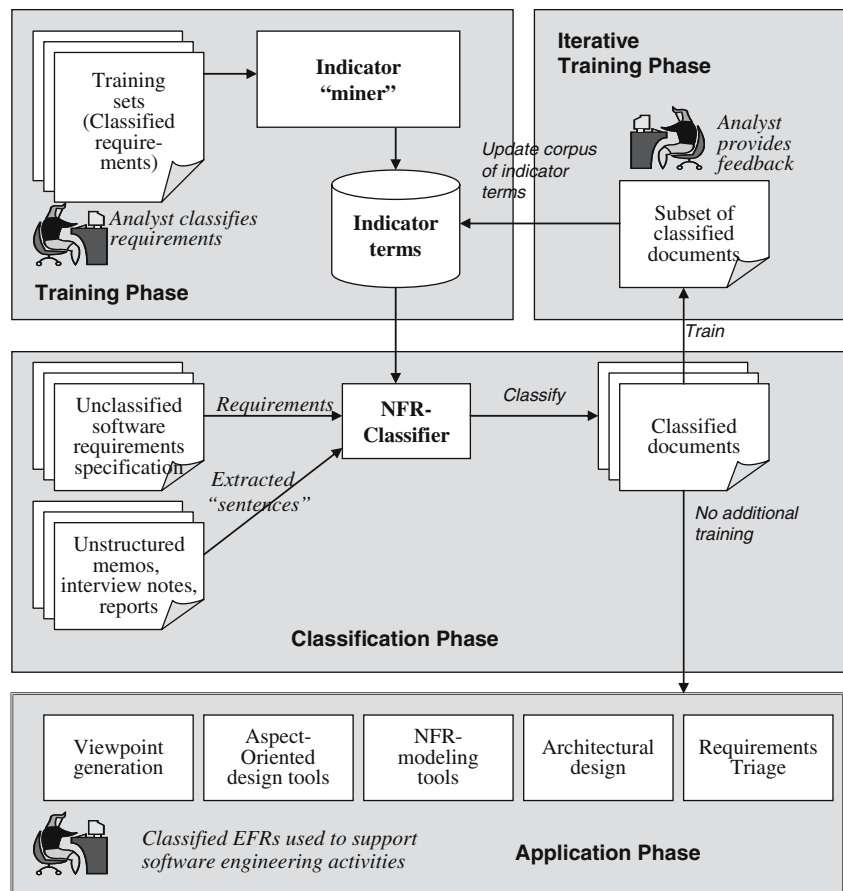 Training
sets
(Classified
require-
ments)
Indicator
“miner”
Analyst classifies
requirements
Indicator
terms
Training Phase
Iterative
Training Phase
Analyst
provides
feedback
Update corpus
of indicator
terms
Subset of
classified
documents
Train
Unclassified
software
requirements
specification
Requirements
NFR-
Classifier
Classify
Classified
documents
Extracted
“sentences”
Unstructured
memos,
interview notes,
reports
No additional
training
Classification Phase
Viewpoint
generation
Aspect-
Oriented
design tools
NFR-
modeling
tools
Architectural
design
Requirements
Triage
Classified EFRs used to support
software engineering activities
Application Phase